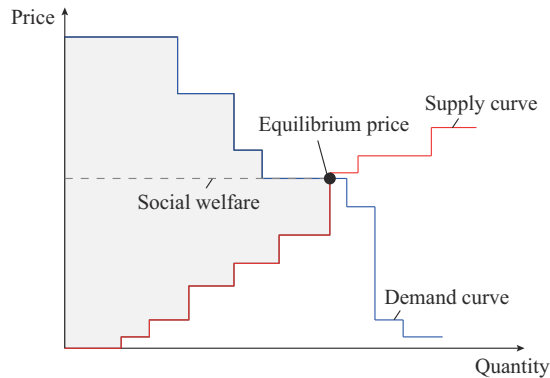 Price
Supply curve
Equilibrium price
Social welfare
Demand curve
Quantity